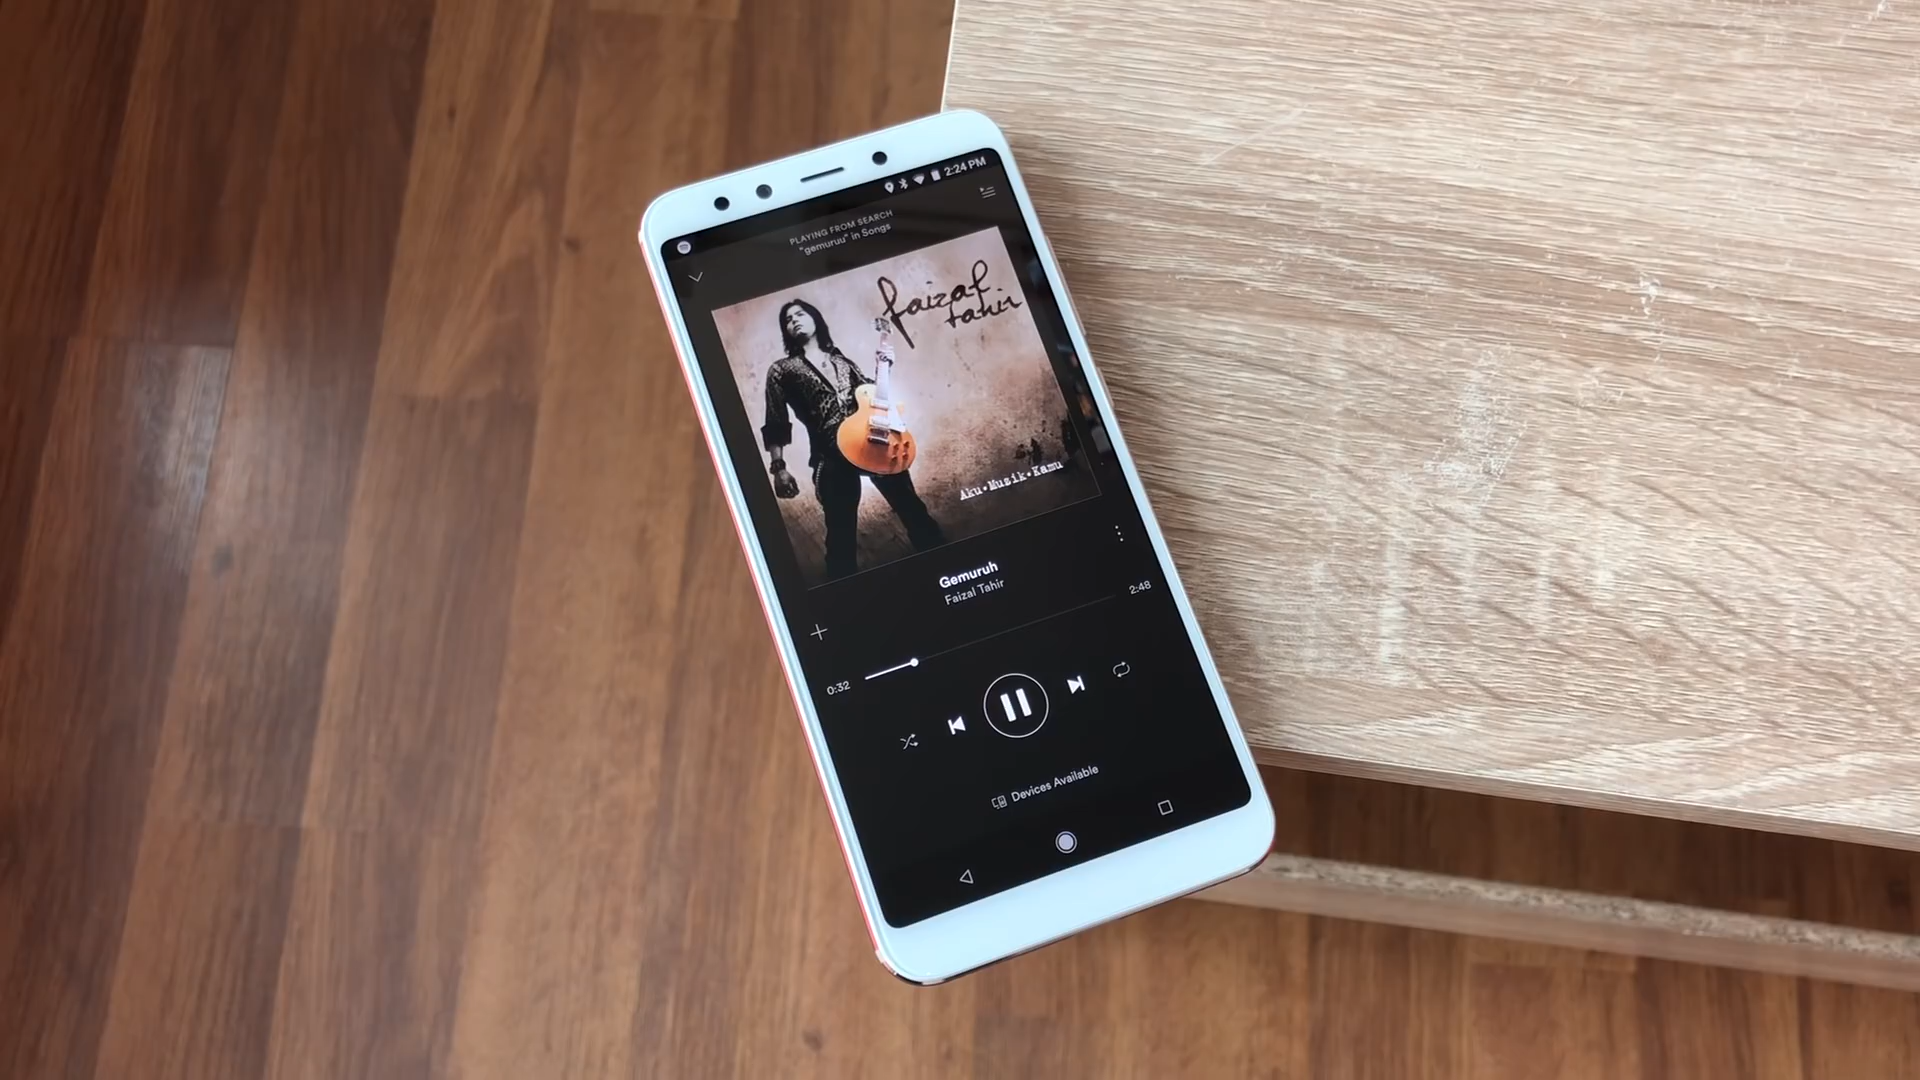 2:24 PM
PLAYING FROM SEARCH
"gemuruu" in Songs
faizal
tahir
Aku•Musik•Kamu
Gemuruh
Faizal Tahir
0:32
2:48
Devices Available